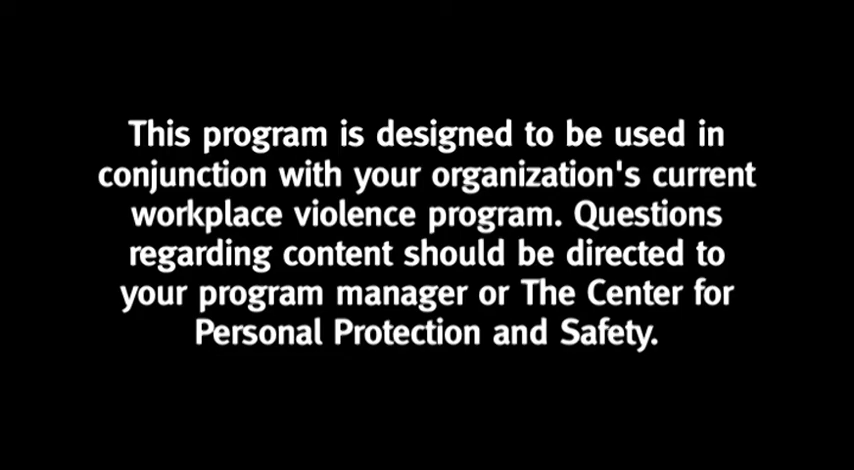 This program is designed to be used in
conjunction with your organization's current
workplace violence program. Questions
regarding content should be directed to
your program manager or The Center for
Personal Protection and Safety.